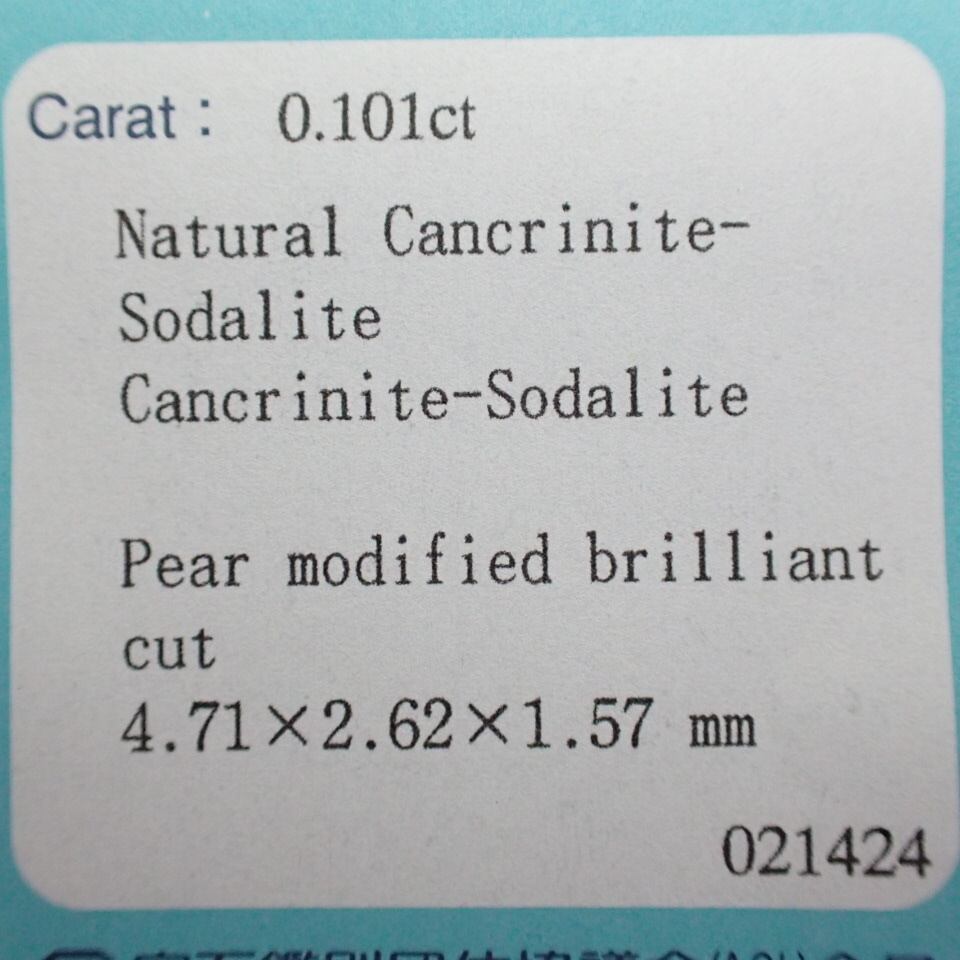 Carat： 0.101ct
Natural Cancrinite-
Sodalite
Cancrinite-Sodalite
Pear modified brilliant
cut
4.71×2.62×1.57 mm
021424